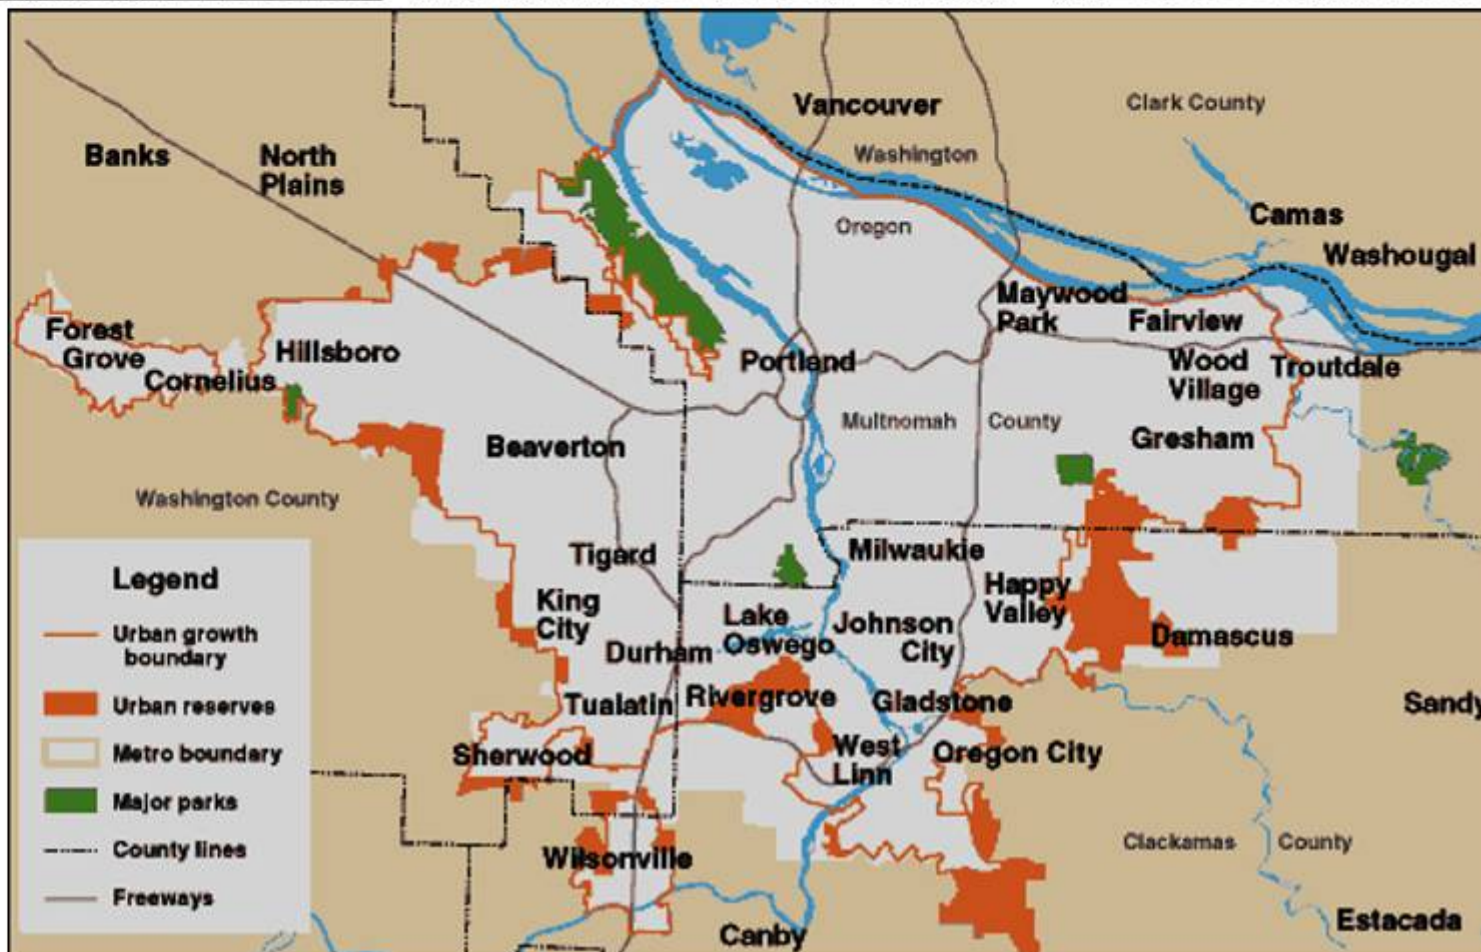 Vancouver
Clark County
Banks
North
Plains
Washington
Camas
Oregon
Washougal
Maywood
Park
Fairview
Forest
Grove
Hillsboro
Cornelius
Portland
Wood
Village
Troutdale
Multnomah County
Gresham
Beaverton
Washington County
Tigard
Milwaukie
Happy
Valley
King
City
Lake
Oswego
Johnson
City
Damascus
Durham
Tualatin
Rivergrove
Gladstone
Sandy
Sherwood
West
Linn
Oregon City
Wilsonville
Clackamas County
Canby
Estacada
Legend
Urban growth
boundary
Urban reserves
Metro boundary
Major parks
County lines
Freeways